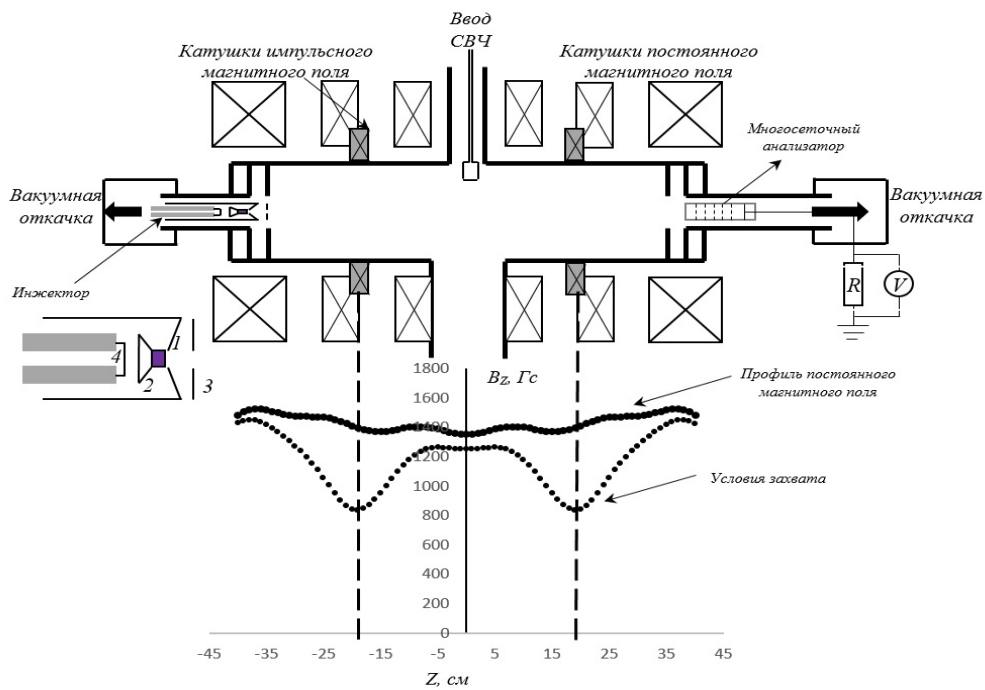 Ввод
СВЧ
Катушки импульсного
магнитного поля
Катушки постоянного
магнитного поля
Многосеточный
анализатор
Вакуумная
откачка
Вакуумная
откачка
Инжектор
R
V
1
4
2
3
Bz, Гс
Профиль постоянного
магнитного поля
Условия захвата
1800
1600
1400
1200
1000
800
600
400
200
0
-45
-35
-15
-5
5
15
25
35
45
Z, см